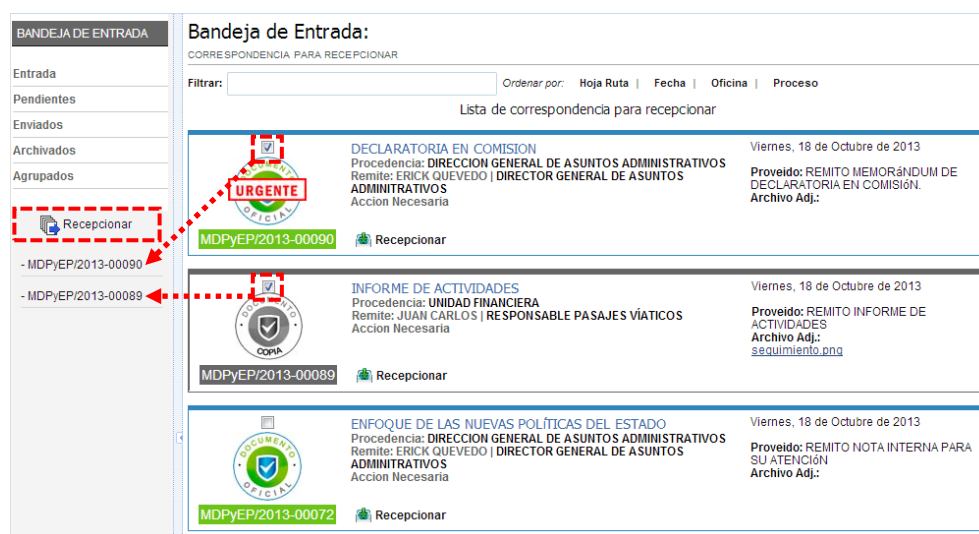 BANDEJA DE ENTRADA
Entrada
Pendientes
Enviados
Archivados
Agrupados
Recepcionar
- MDPyEP/2013-00090
- MDPyEP/2013-00089
Bandeja de Entrada:
CORRESPONDENCIA PARA RECEPCIONAR
Filtrar:
Ordenar por: Hoja Ruta | Fecha | Oficina | Proceso
Lista de correspondencia para recepcionar
DOCUMENTO
URGENTE
OFICIAL
MDPyEP/2013-00090
DECLARATORIA EN COMISION
Procedencia: DIRECCION GENERAL DE ASUNTOS ADMINISTRATIVOS
Remite: ERICK QUEVEDO | DIRECTOR GENERAL DE ASUNTOS
ADMINITRATIVOS
Accion Necesaria
Recepcionar
Viernes, 18 de Octubre de 2013
Proveido: REMITO MEMORáNDUM DE
DECLARATORIA EN COMISIóN.
Archivo Adj.:
DOCUMENTO
COPIA
MDPyEP/2013-00089
INFORME DE ACTIVIDADES
Procedencia: UNIDAD FINANCIERA
Remite: JUAN CARLOS | RESPONSABLE PASAJES VÍATICOS
Accion Necesaria
Recepcionar
Viernes, 18 de Octubre de 2013
Proveido: REMITO INFORME DE
ACTIVIDADES
Archivo Adj.:
seguimiento.png
DOCUMENTO
OFICIAL
MDPyEP/2013-00072
ENFOQUE DE LAS NUEVAS POLÍTICAS DEL ESTADO
Procedencia: DIRECCION GENERAL DE ASUNTOS ADMINISTRATIVOS
Remite: ERICK QUEVEDO | DIRECTOR GENERAL DE ASUNTOS
ADMINITRATIVOS
Accion Necesaria
Recepcionar
Viernes, 18 de Octubre de 2013
Proveido: REMITO NOTA INTERNA PARA
SU ATENCIóN
Archivo Adj.: